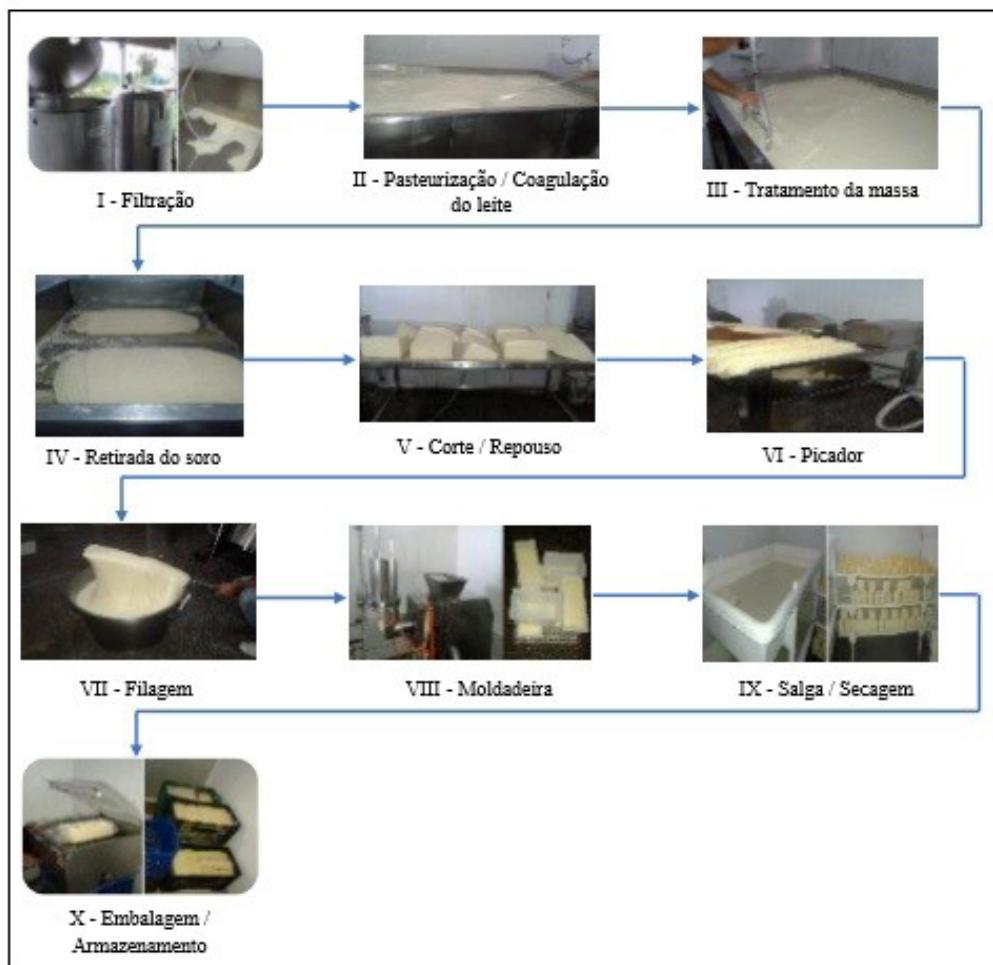 I - Filtração
II - Pasteurização / Coagulação
do leite
III - Tratamento da massa
IV - Retirada do soro
V - Corte / Repouso
VI - Picador
VII - Filagem
VIII - Moldadeira
IX - Salga / Secagem
X - Embalagem /
Armazenamento